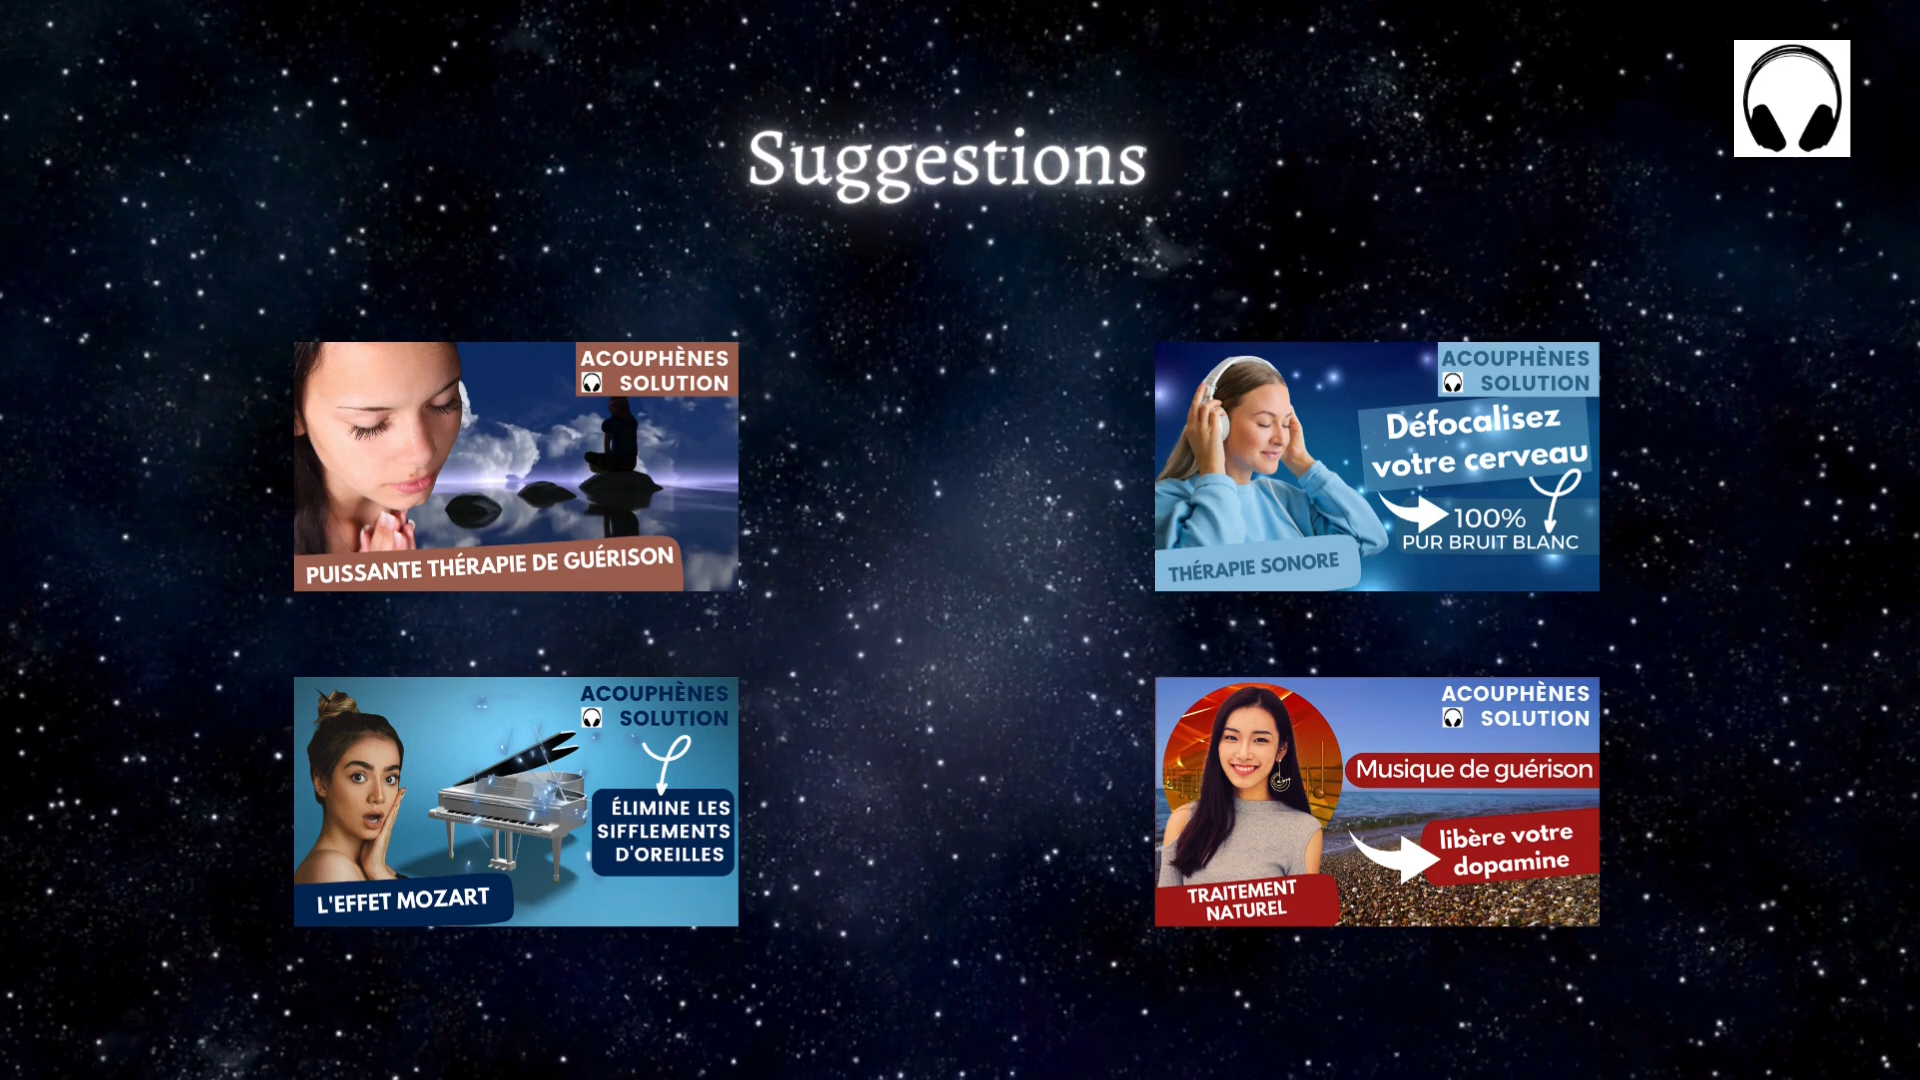 Suggestions
ACOUPHÈNES
SOLUTION
PUISSANTE THÉRAPIE DE GUÉRISON
ACOUPHÈNES
SOLUTION
Défocalisez
votre cerveau
100%
PUR BRUIT BLANC
THÉRAPIE SONORE
ACOUPHÈNES
SOLUTION
ÉLIMINE LES
SIFFLEMENTS
D'OREILLES
L'EFFET MOZART
ACOUPHÈNES
SOLUTION
Musique de guérison
libère votre
dopamine
TRAITEMENT
NATUREL